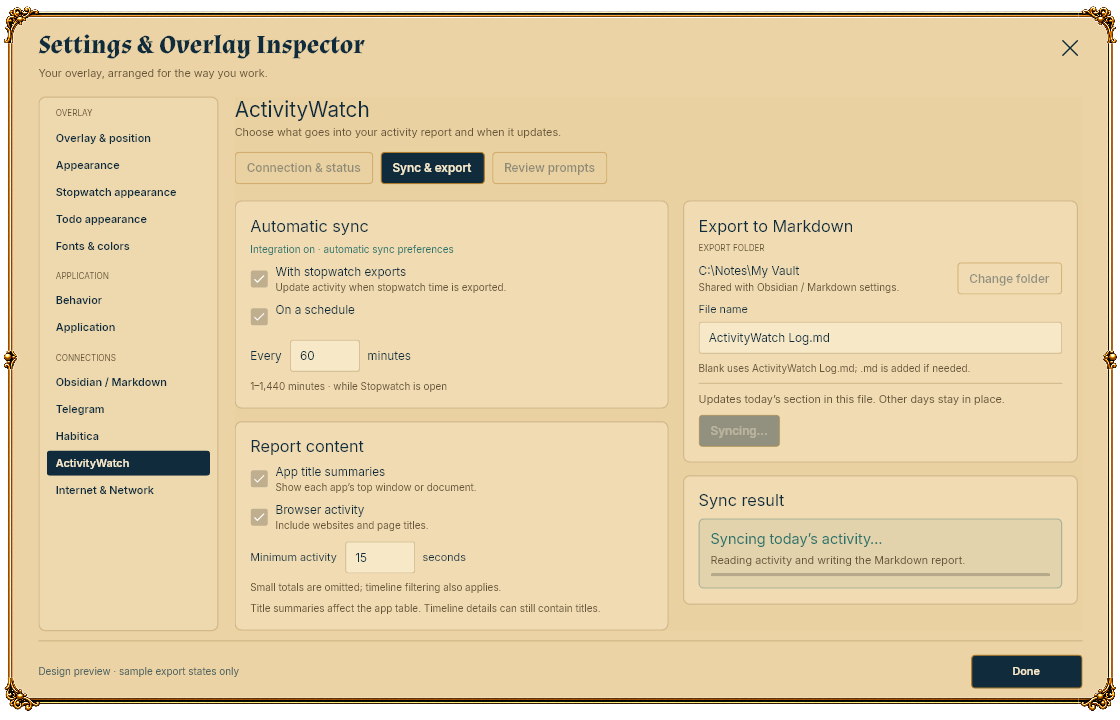 Settings & Overlay Inspector
Your overlay, arranged for the way you work.
OVERLAY
Overlay & position
Appearance
Stopwatch appearance
Todo appearance
Fonts & colors
APPLICATION
Behavior
Application
CONNECTIONS
Obsidian / Markdown
Telegram
Habitica
ActivityWatch
Internet & Network
ActivityWatch
Choose what goes into your activity report and when it updates.
Connection & status
Sync & export
Review prompts
Automatic sync
Integration on · automatic sync preferences
With stopwatch exports
Update activity when stopwatch time is exported.
On a schedule
Every 60 minutes
1–1,440 minutes · while Stopwatch is open
Report content
App title summaries
Show each app’s top window or document.
Browser activity
Include websites and page titles.
Minimum activity 15 seconds
Small totals are omitted; timeline filtering also applies.
Title summaries affect the app table. Timeline details can still contain titles.
Export to Markdown
EXPORT FOLDER
C:\Notes\My Vault
Shared with Obsidian / Markdown settings.
Change folder
File name
ActivityWatch Log.md
Blank uses ActivityWatch Log.md; .md is added if needed.
Updates today’s section in this file. Other days stay in place.
Syncing…
Sync result
Syncing today’s activity…
Reading activity and writing the Markdown report.
Design preview · sample export states only
Done